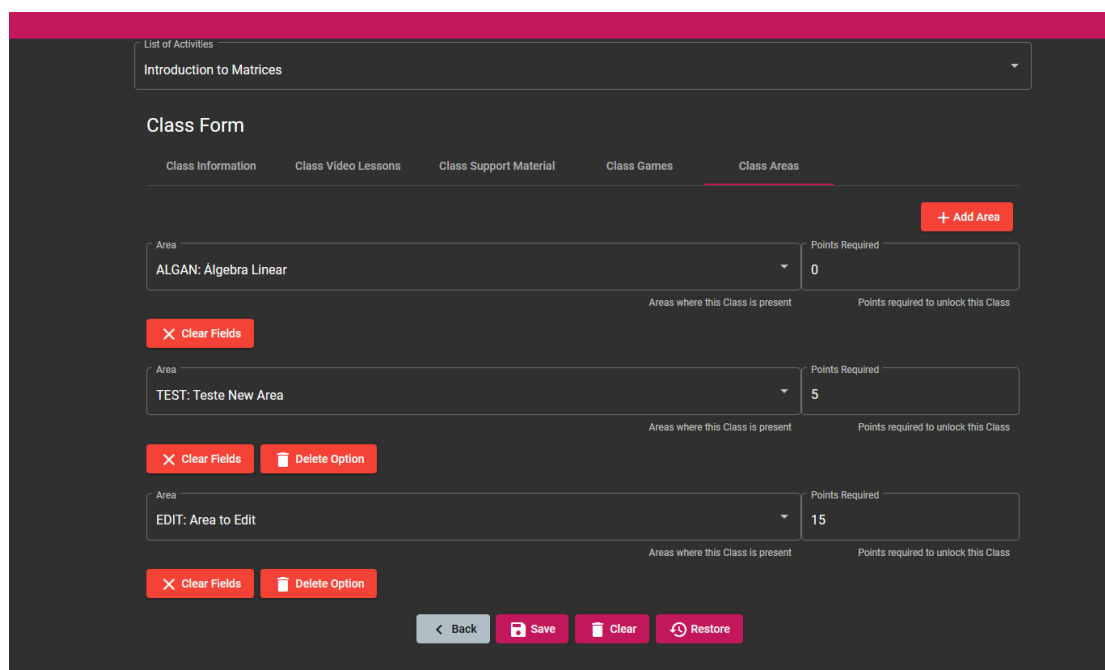 List of Activities
Introduction to Matrices
Class Form
Class Information Class Vídeo Lessons Class Support Material Class Games Class Areas
Add Area
Area Points Required
ALGAN: Álgebra Linear 0
Areas where this Class is present Points required to unlock this Class
Clear Fields
Area Points Required
TEST: Teste New Area 5
Areas where this Class is present Points required to unlock this Class
Clear Fields Delete Option
Area Points Required
EDIT: Area to Edit 15
Areas where this Class is present Points required to unlock this Class
Clear Fields Delete Option
Back Save Clear Restore